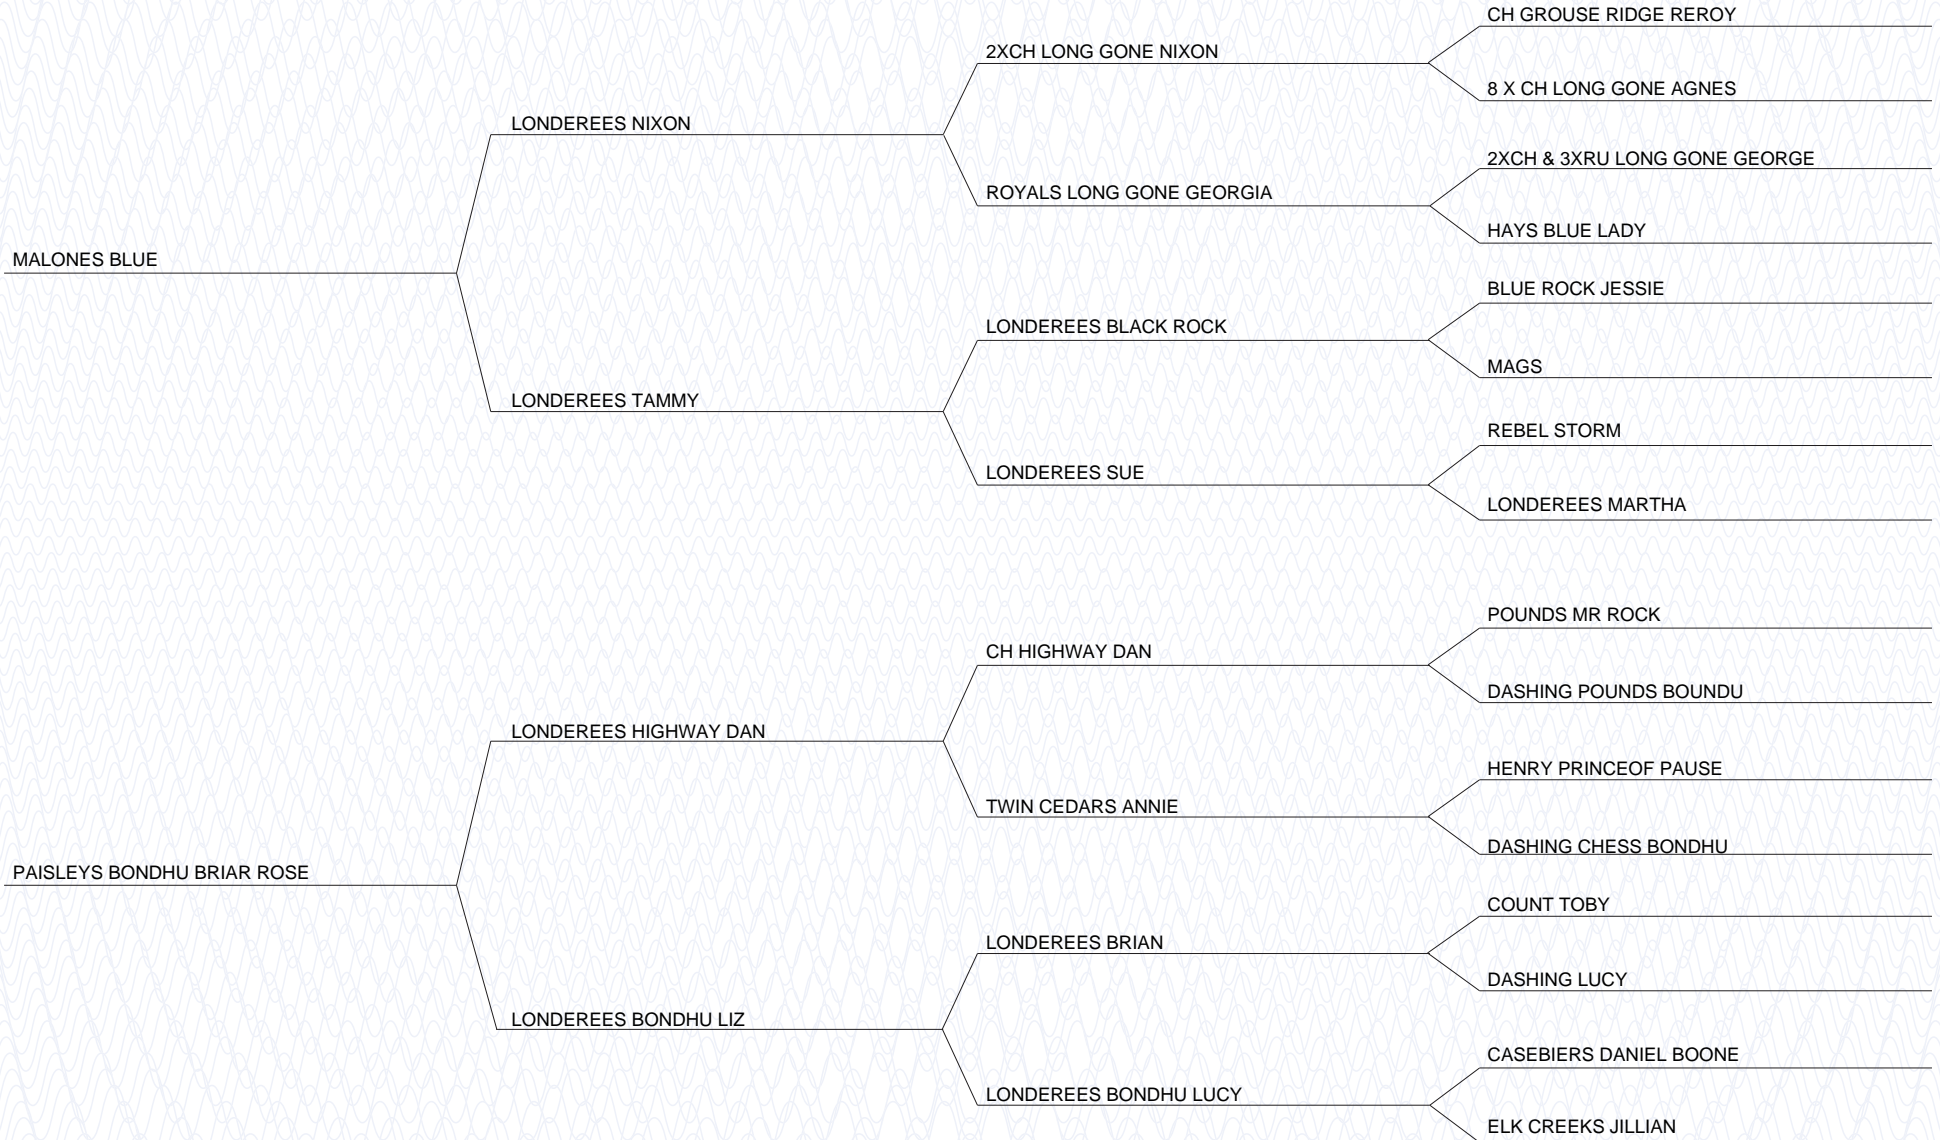 CH GROUSE RIDGE REROY
2XCH LONG GONE NIXON
8 X CH LONG GONE AGNES
LONDEREES NIXON
2XCH & 3XRU LONG GONE GEORGE
ROYALS LONG GONE GEORGIA
HAYS BLUE LADY
MALONES BLUE
BLUE ROCK JESSIE
LONDEREES BLACK ROCK
MAGS
LONDEREES TAMMY
REBEL STORM
LONDEREES SUE
LONDEREES MARTHA
POUNDS MR ROCK
CH HIGHWAY DAN
DASHING POUNDS BOUNDU
LONDEREES HIGHWAY DAN
HENRY PRINCEOF PAUSE
TWIN CEDARS ANNIE
DASHING CHESS BONDHU
PAISLEYS BONDHU BRIAR ROSE
COUNT TOBY
LONDEREES BRIAN
DASHING LUCY
LONDEREES BONDHU LIZ
CASEBIERS DANIEL BOONE
LONDEREES BONDHU LUCY
ELK CREEKS JILLIAN